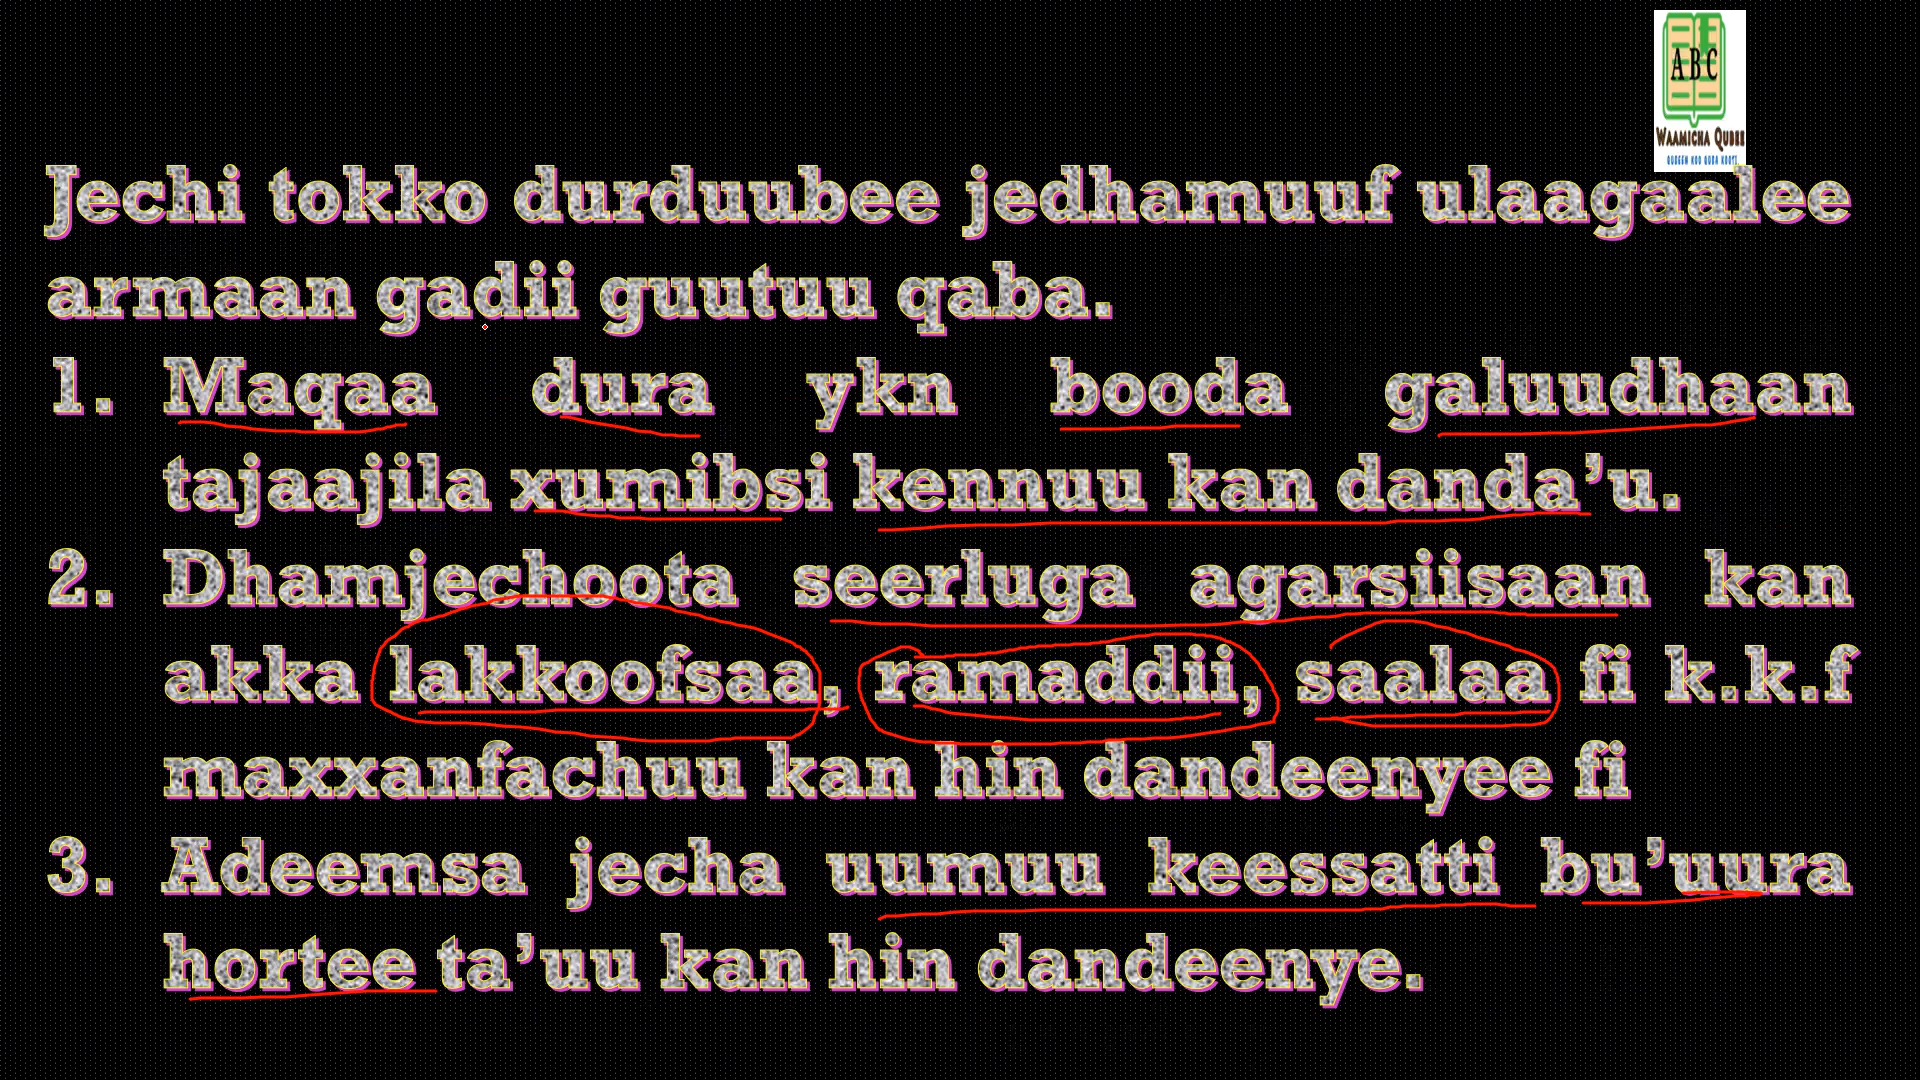 A B C
WAAMICHA QUBEE
Jechi tokko durduubee jedhamuuf ulaagaalee
armaan gadii guutuu qaba.
1. Maqaa dura ykn booda galuudhaan
tajaajila xumibsi kennuu kan danda’u.
2. Dhamjechoota seerluga agarsiisaan kan
akka lakkoofsaa, ramaddii, saalaa fi k.k.f
maxxanfachuu kan hin dandeenyee fi
3. Adeemsa jecha uumuu keessatti bu’uura
hortee ta’uu kan hin dandeenye.